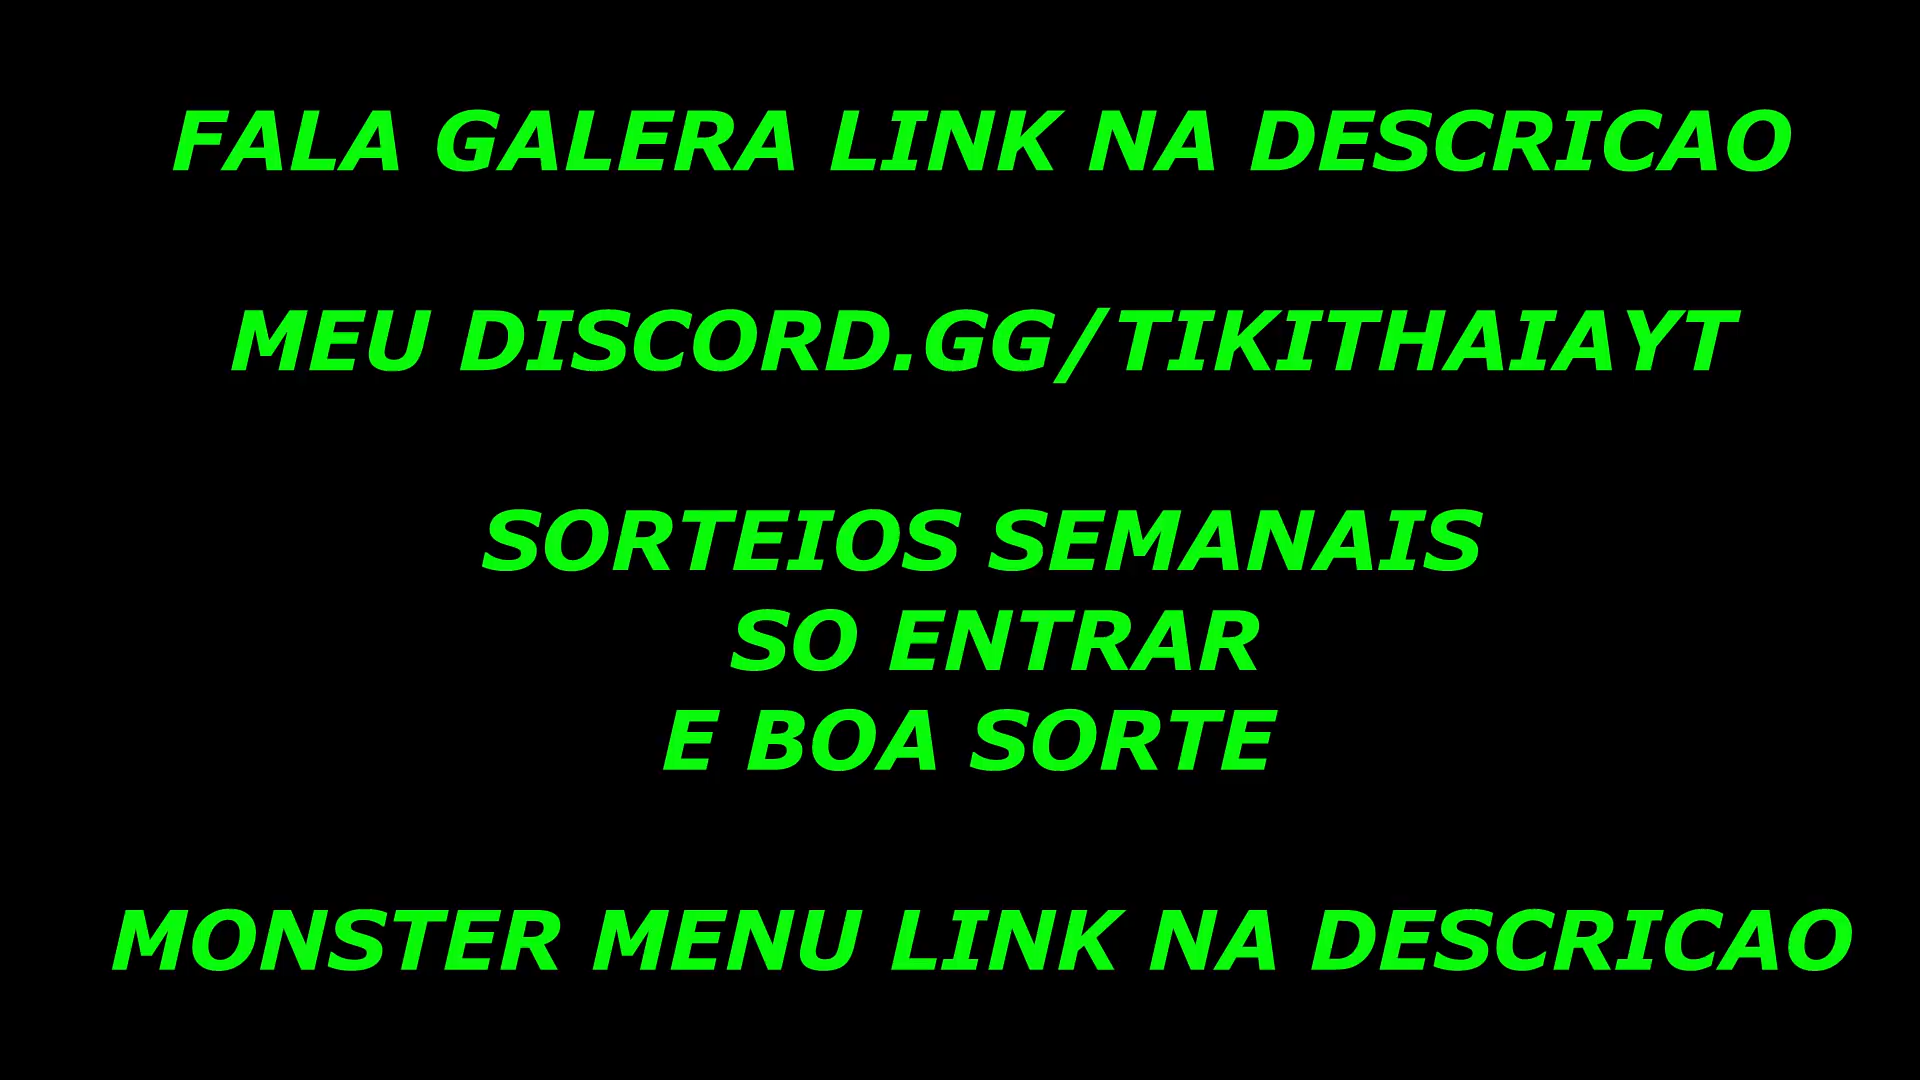 FALA GALERA LINK NA DESCRICAO
MEU DISCORD.GG/TIKITHAIAYT
SORTEIOS SEMANAIS
SO ENTRAR
E BOA SORTE
MONSTER MENU LINK NA DESCRICAO